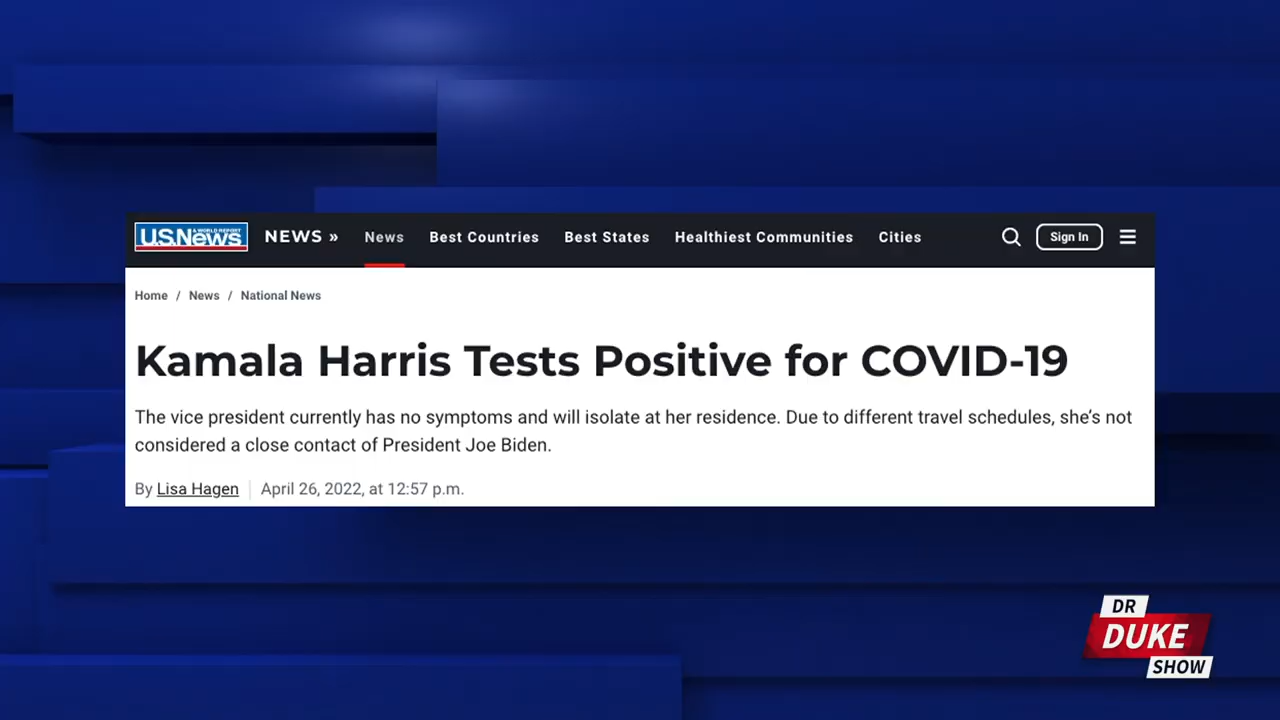 U.S.News & WORLD REPORT NEWS » News Best Countries Best States Healthiest Communities Cities Sign In
Home / News / National News
Kamala Harris Tests Positive for COVID-19
The vice president currently has no symptoms and will isolate at her residence. Due to different travel schedules, she’s not
considered a close contact of President Joe Biden.
By Lisa Hagen April 26, 2022, at 12:57 p.m.
DR
DUKE
SHOW